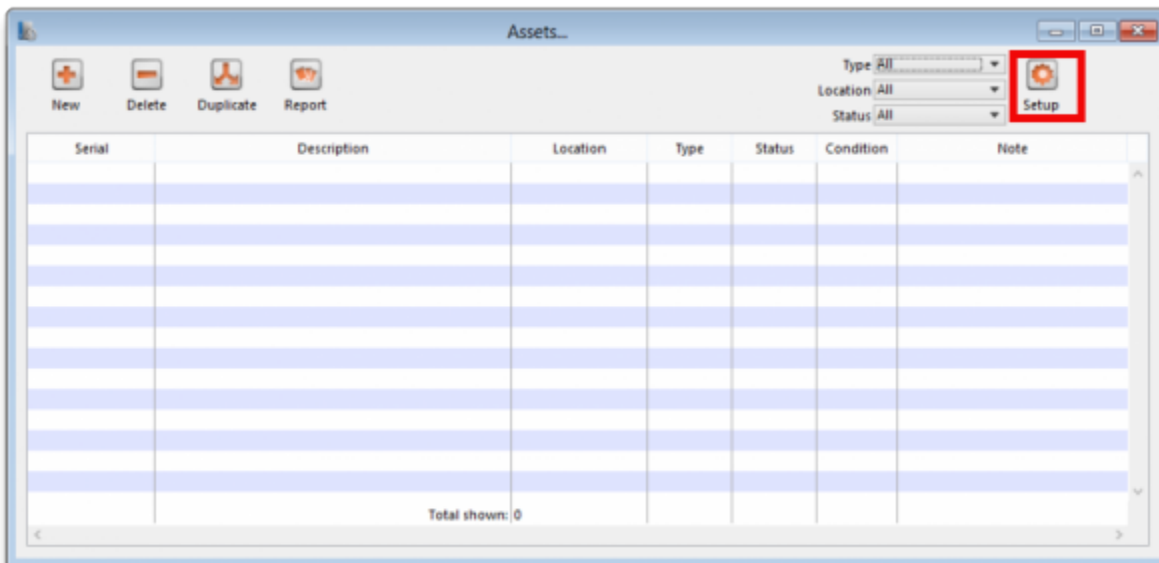 Assets...
New Delete Duplicate Report
Type All
Location All
Status All
Setup
Serial Description Location Type Status Condition Note
Total shown: 0